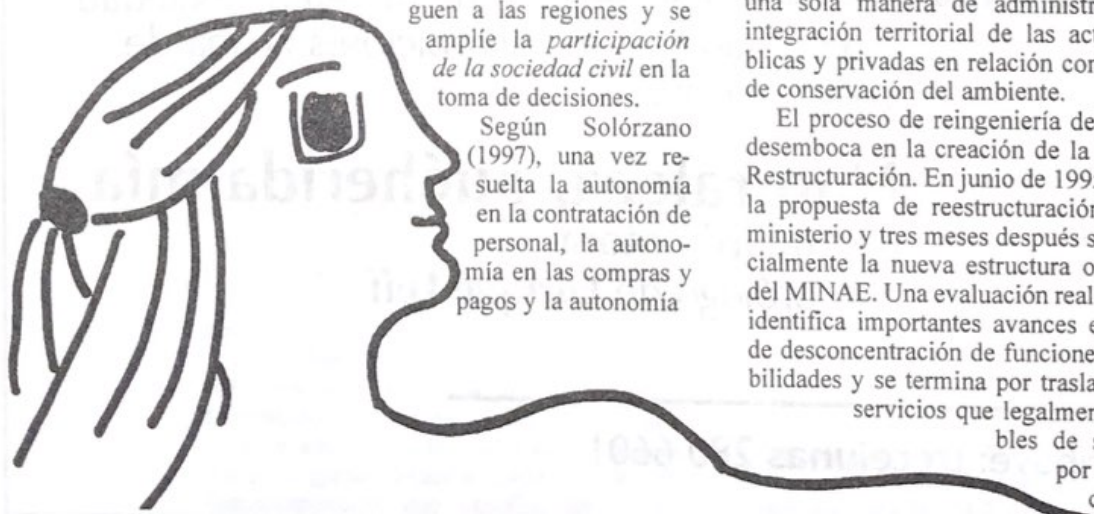 guen a las regiones y se
amplíe la participación
de la sociedad civil en la
toma de decisiones.
Según Solórzano
(1997), una vez re-
suelta la autonomía
en la contratación de
personal, la autono-
mía en las compras y
pagos y la autonomía
una sola manera de administr
integración territorial de las act
blicas y privadas en relación con
de conservación del ambiente.
El proceso de reingeniería de
desemboca en la creación de la
Restructuración. En junio de 199
la propuesta de reestructuración
ministerio y tres meses después s
cialmente la nueva estructura o
del MINAE. Una evaluación real
identifica importantes avances e
de desconcentración de funcione
bilidades y se termina por trasla
servicios que legalmen
bles de s
por